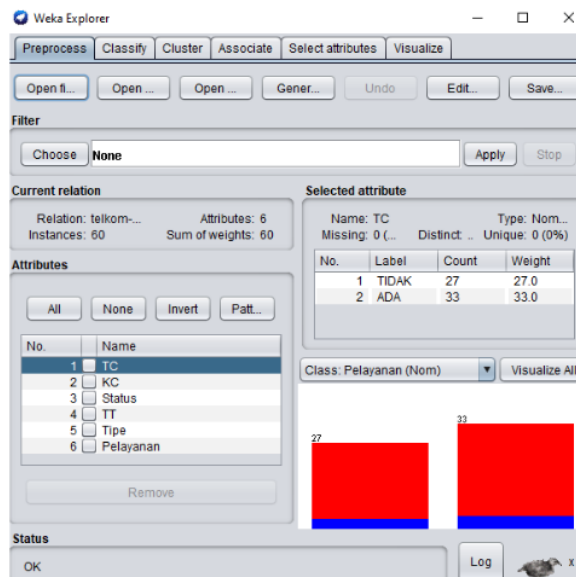 Weka Explorer
Preprocess Classify Cluster Associate Select attributes Visualize
Open fi... Open ... Open ... Gener... Undo Edit... Save...
Filter
Choose None Apply Stop
Current relation
Relation: telkom-... Attributes: 6
Instances: 60 Sum of weights: 60
Selected attribute
Name: TC Type: Nom...
Missing: 0 (... Distinct: .. Unique: 0 (0%)
No. Label Count Weight
1 TIDAK 27 27.0
2 ADA 33 33.0
Attributes
All None Invert Patt...
No. Name
1 TC
2 KC
3 Status
4 TT
5 Tipe
6 Pelayanan
Remove
Class: Pelayanan (Nom) Visualize All
27 33
Status
OK
Log x